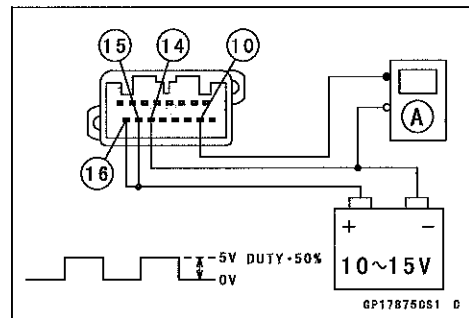 15 14 10
A
16
+ -
5V DUTY·50%
0V
10~15V
GP17875DS1 C